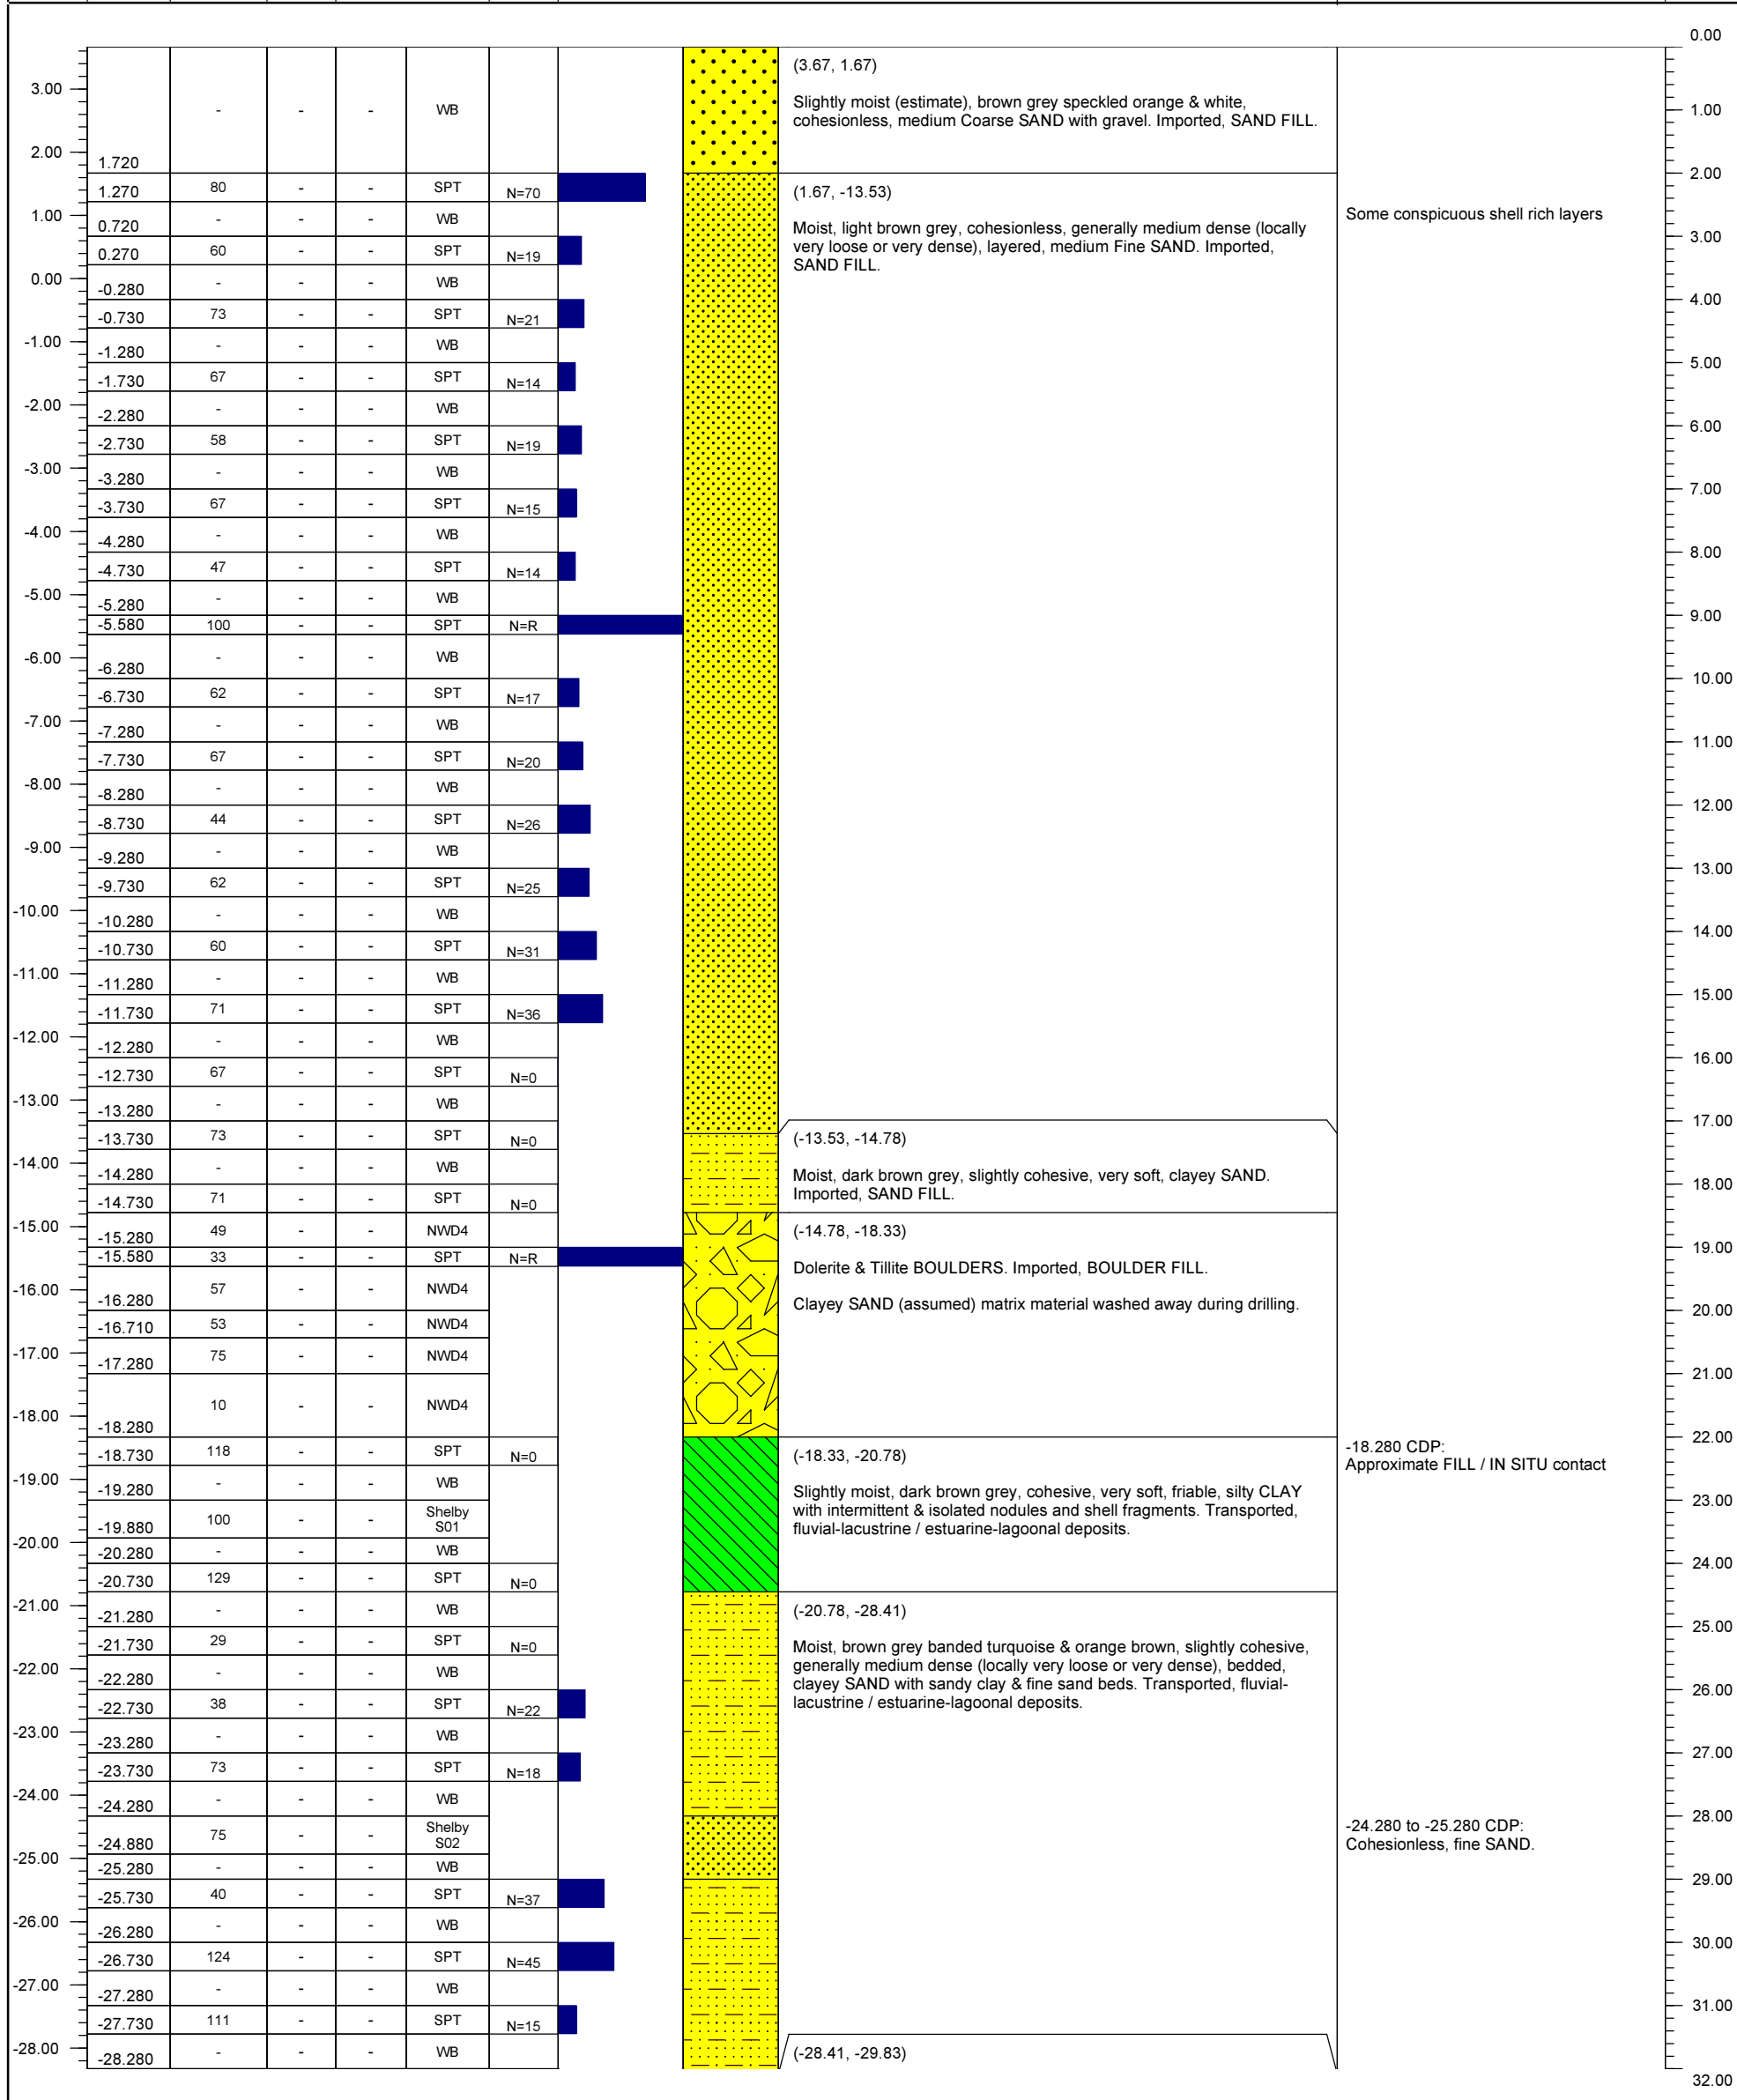 0.00
(3.67, 1.67)
3.00
Slightly moist (estimate), brown grey speckled orange & white,
- - - WB
1.00
cohesionless, medium Coarse SAND with gravel. Imported, SAND FILL.
2.00
1.720
2.00
1.270 80 - - SPT N=70
(1.67, -13.53)
1.00
0.720 - - - WB
Some conspicuous shell rich layers
Moist, light brown grey, cohesionless, generally medium dense (locally
3.00
very loose or very dense), layered, medium Fine SAND. Imported,
0.270 60 - - SPT N=19
SAND FILL.
0.00
-0.280 - - - WB
4.00
-0.730 73 - - SPT N=21
-1.00
-1.280 - - - WB
5.00
-1.730 67 - - SPT N=14
-2.00
-2.280 - - - WB
6.00
-2.730 58 - - SPT N=19
-3.00
-3.280 - - - WB
7.00
-3.730 67 - - SPT N=15
-4.00
-4.280 - - - WB
8.00
-4.730 47 - - SPT N=14
-5.00
-5.280 - - - WB
9.00
-5.580 100 - - SPT N=R
-6.00
-6.280 - - - WB
10.00
-6.730 62 - - SPT N=17
-7.00
-7.280 - - - WB
11.00
-7.730 67 - - SPT N=20
-8.00
-8.280 - - - WB
12.00
-8.730 44 - - SPT N=26
-9.00
-9.280 - - - WB
13.00
-9.730 62 - - SPT N=25
-10.00
-10.280 - - - WB
14.00
-10.730 60 - - SPT N=31
-11.00
-11.280 - - - WB
15.00
-11.730 71 - - SPT N=36
-12.00
-12.280 - - - WB
16.00
-12.730 67 - - SPT N=0
-13.00
-13.280 - - - WB
17.00
-13.730 73 - - SPT N=0
(-13.53, -14.78)
-14.00
-14.280 - - - WB
Moist, dark brown grey, slightly cohesive, very soft, clayey SAND.
18.00
Imported, SAND FILL.
-14.730 71 - - SPT N=0
-15.00
-15.280 49 - - NWD4
(-14.78, -18.33)
19.00
-15.580 33 - - SPT N=R
Dolerite & Tillite BOULDERS. Imported, BOULDER FILL.
-16.00
-16.280 57 - - NWD4
Clayey SAND (assumed) matrix material washed away during drilling.
20.00
-16.710 53 - - NWD4
-17.00
-17.280 75 - - NWD4
21.00
-18.00
-18.280 10 - - NWD4
22.00
-18.730 118 - - SPT N=0
(-18.33, -20.78)
-18.280 CDP:
Approximate FILL / IN SITU contact
-19.00
-19.280 - - - WB
Slightly moist, dark brown grey, cohesive, very soft, friable, silty CLAY
23.00
with intermittent & isolated nodules and shell fragments. Transported,
-19.880 100 - - Shelby
S01
fluvial-lacustrine / estuarine-lagoonal deposits.
-20.00
-20.280 - - - WB
24.00
-20.730 129 - - SPT N=0
-21.00
-21.280 - - - WB
(-20.78, -28.41)
25.00
-21.730 29 - - SPT N=0
Moist, brown grey banded turquoise & orange brown, slightly cohesive,
generally medium dense (locally very loose or very dense), bedded,
-22.00
-22.280 - - - WB
clayey SAND with sandy clay & fine sand beds. Transported, fluvial-
26.00
lacustrine / estuarine-lagoonal deposits.
-22.730 38 - - SPT N=22
-23.00
-23.280 - - - WB
27.00
-23.730 73 - - SPT N=18
-24.00
-24.280 - - - WB
28.00
-24.880 75 - - Shelby
S02
-24.280 to -25.280 CDP:
Cohesionless, fine SAND.
-25.00
-25.280 - - - WB
29.00
-25.730 40 - - SPT N=37
-26.00
-26.280 - - - WB
30.00
-26.730 124 - - SPT N=45
-27.00
-27.280 - - - WB
31.00
-27.730 111 - - SPT N=15
-28.00
-28.280 - - - WB
(-28.41, -29.83)
32.00